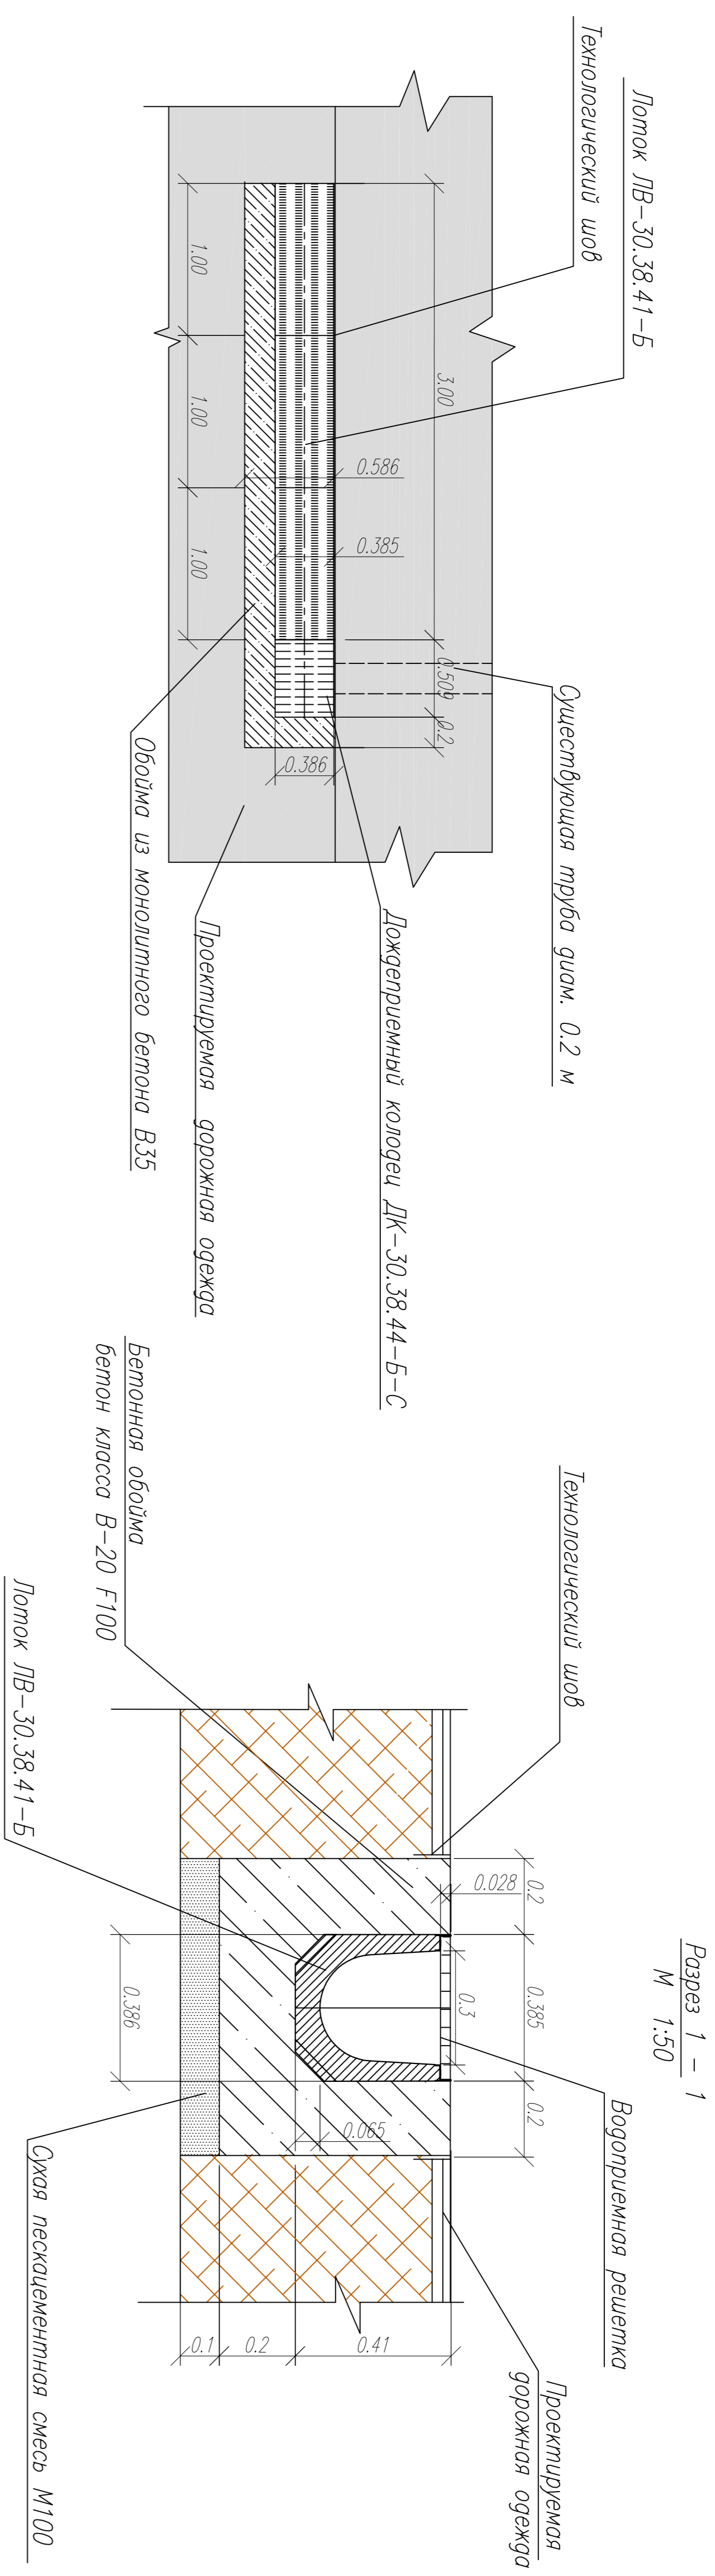 Лоток ЛВ-30.38.41-Б
Технологический шов
3.00
1.00
1.00
1.00
0.586
0.385
0.509
0.2
0.386
Существующая труба диам. 0.2 м
Дождеприемный колодец ДК-30.38.44-Б-С
Проектируемая дорожная одежда
Обойма из монолитного бетона В35
Разрез 1 - 1
М 1:50
Технологический шов
Бетонная обойма
бетон класса В-20 F100
Лоток ЛВ-30.38.41-Б
0.2
0.385
0.2
0.028
0.3
0.065
0.386
0.1
0.2
0.41
Водоприемная решетка
Проектируемая
дорожная одежда
Сухая пескацементная смесь М100